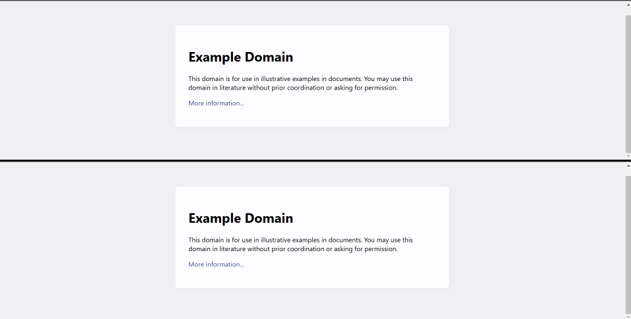 Example Domain
This domain is for use in illustrative examples in documents. You may use this
domain in literature without prior coordination or asking for permission.
More information...
Example Domain
This domain is for use in illustrative examples in documents. You may use this
domain in literature without prior coordination or asking for permission.
More information...